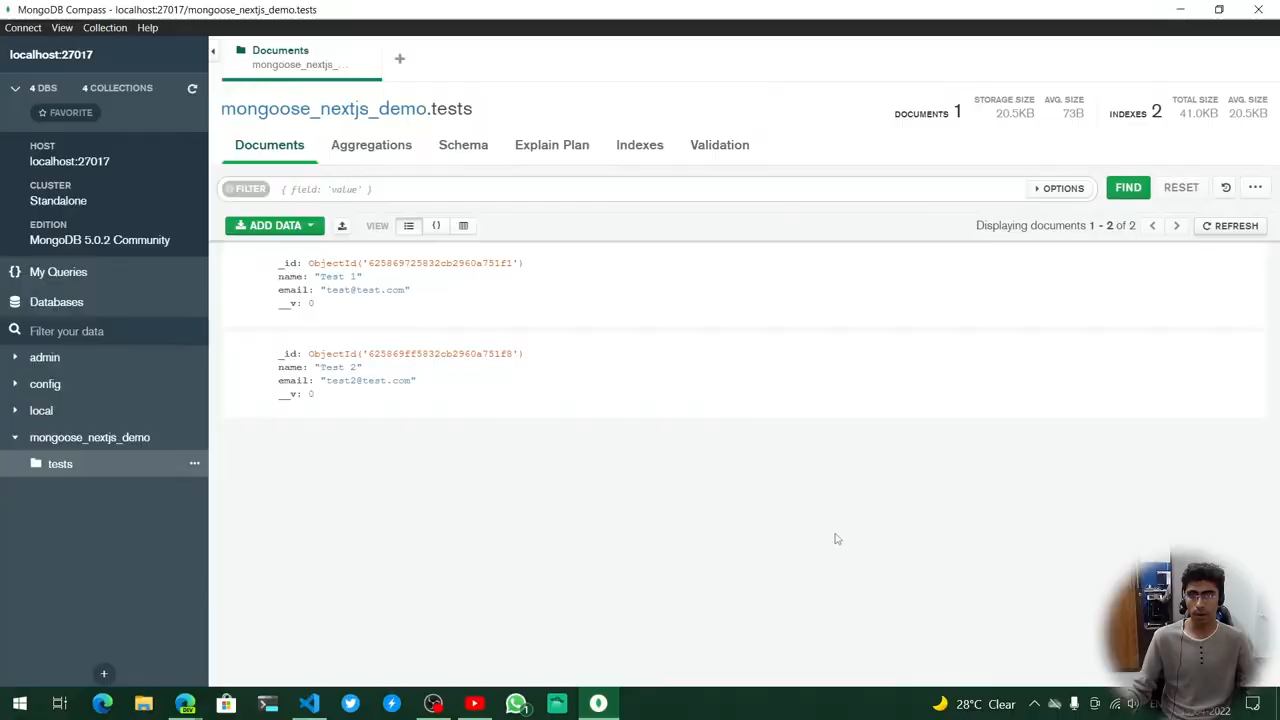 MongoDB Compass - localhost:27017/mongoose_nextjs_demo.tests
Connect View Collection Help
localhost:27017
4 DBS 4 COLLECTIONS
FAVORITE
HOST
localhost:27017
CLUSTER
Standalone
EDITION
MongoDB 5.0.2 Community
{} My Queries
Databases
Filter your data
admin
config
local
mongoose_nextjs_demo
tests
Documents
mongoose_nextjs_...
mongoose_nextjs_demo.tests
DOCUMENTS 1
STORAGE SIZE
20.5KB
AVG. SIZE
73B
INDEXES 2
TOTAL SIZE
41.0KB
AVG. SIZE
20.5KB
Documents Aggregations Schema Explain Plan Indexes Validation
FILTER { field: 'value' } OPTIONS FIND RESET ...
ADD DATA VIEW {} Displaying documents 1 - 2 of 2 REFRESH
_id: ObjectId('625869725832cb2960a751f1')
name: "Test 1"
email: "test@test.com"
__v: 0
_id: ObjectId('625869ff5832cb2960a751f8')
name: "Test 2"
email: "test2@test.com"
__v: 0
28°C Clear